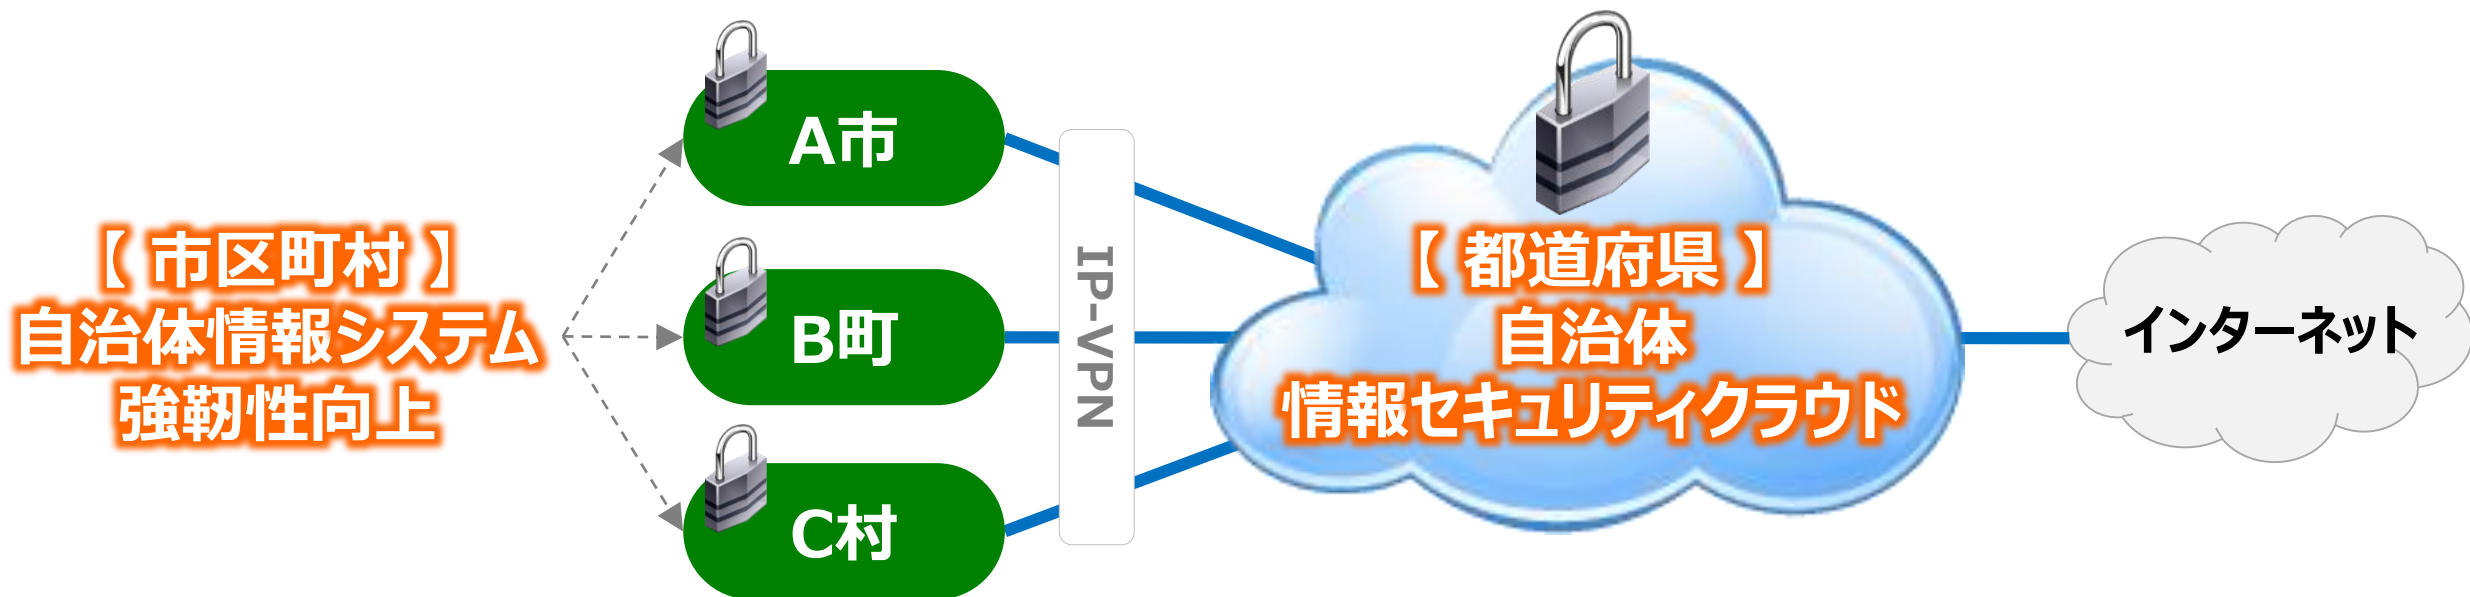 【 市区町村 】
自治体情報システム
強靭性向上
A市
B町
C村
IP-VPN
【 都道府県 】
自治体
情報セキュリティクラウド
インターネット